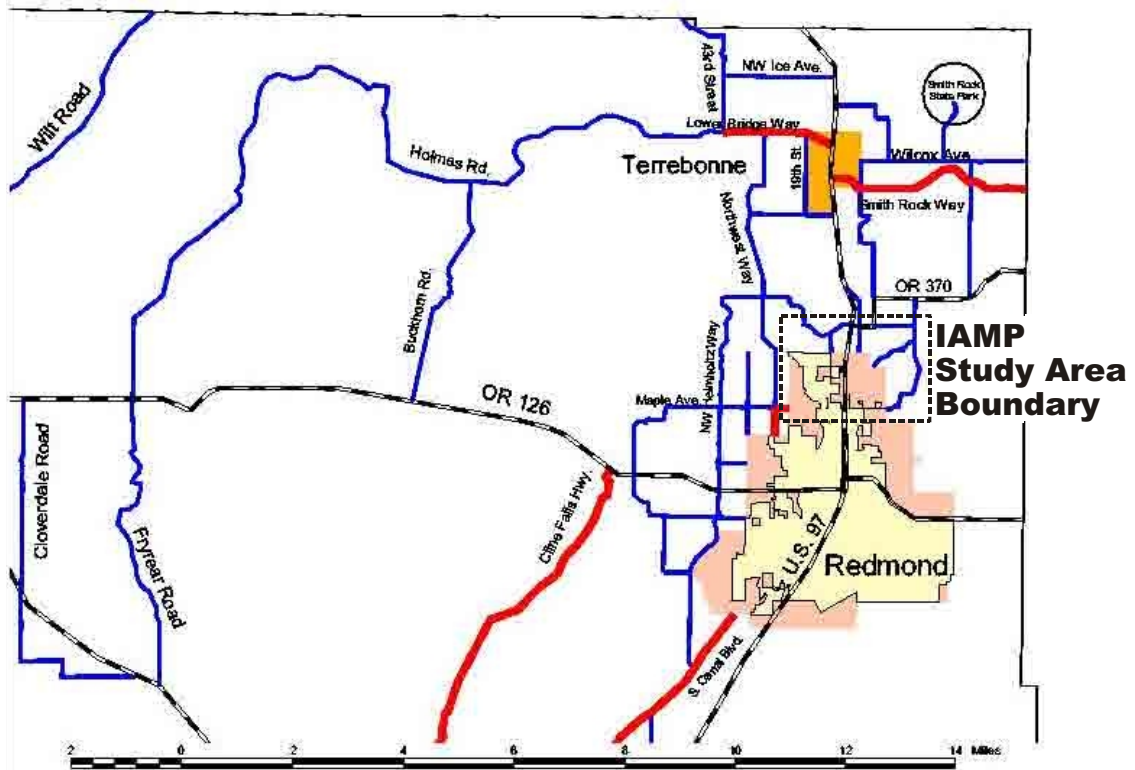 Wilt Road
43rd Street
NW Ice Ave.
Smith Rock
State Park
Lower Bridge Way
Holmes Rd.
Terrebonne
19th St.
Wilcox Ave
Smith Rock Way
Northwest Way
OR 370
Buckhorn Rd.
IAMP
Study Area
Boundary
NW Helmholtz Way
OR 126
Maple Ave.
Cloverdale Road
Fryrear Road
Cline Falls Hwy.
U.S. 97
Redmond
S. Canal Blvd.
2 0 2 4 6 8 10 12 14 Miles